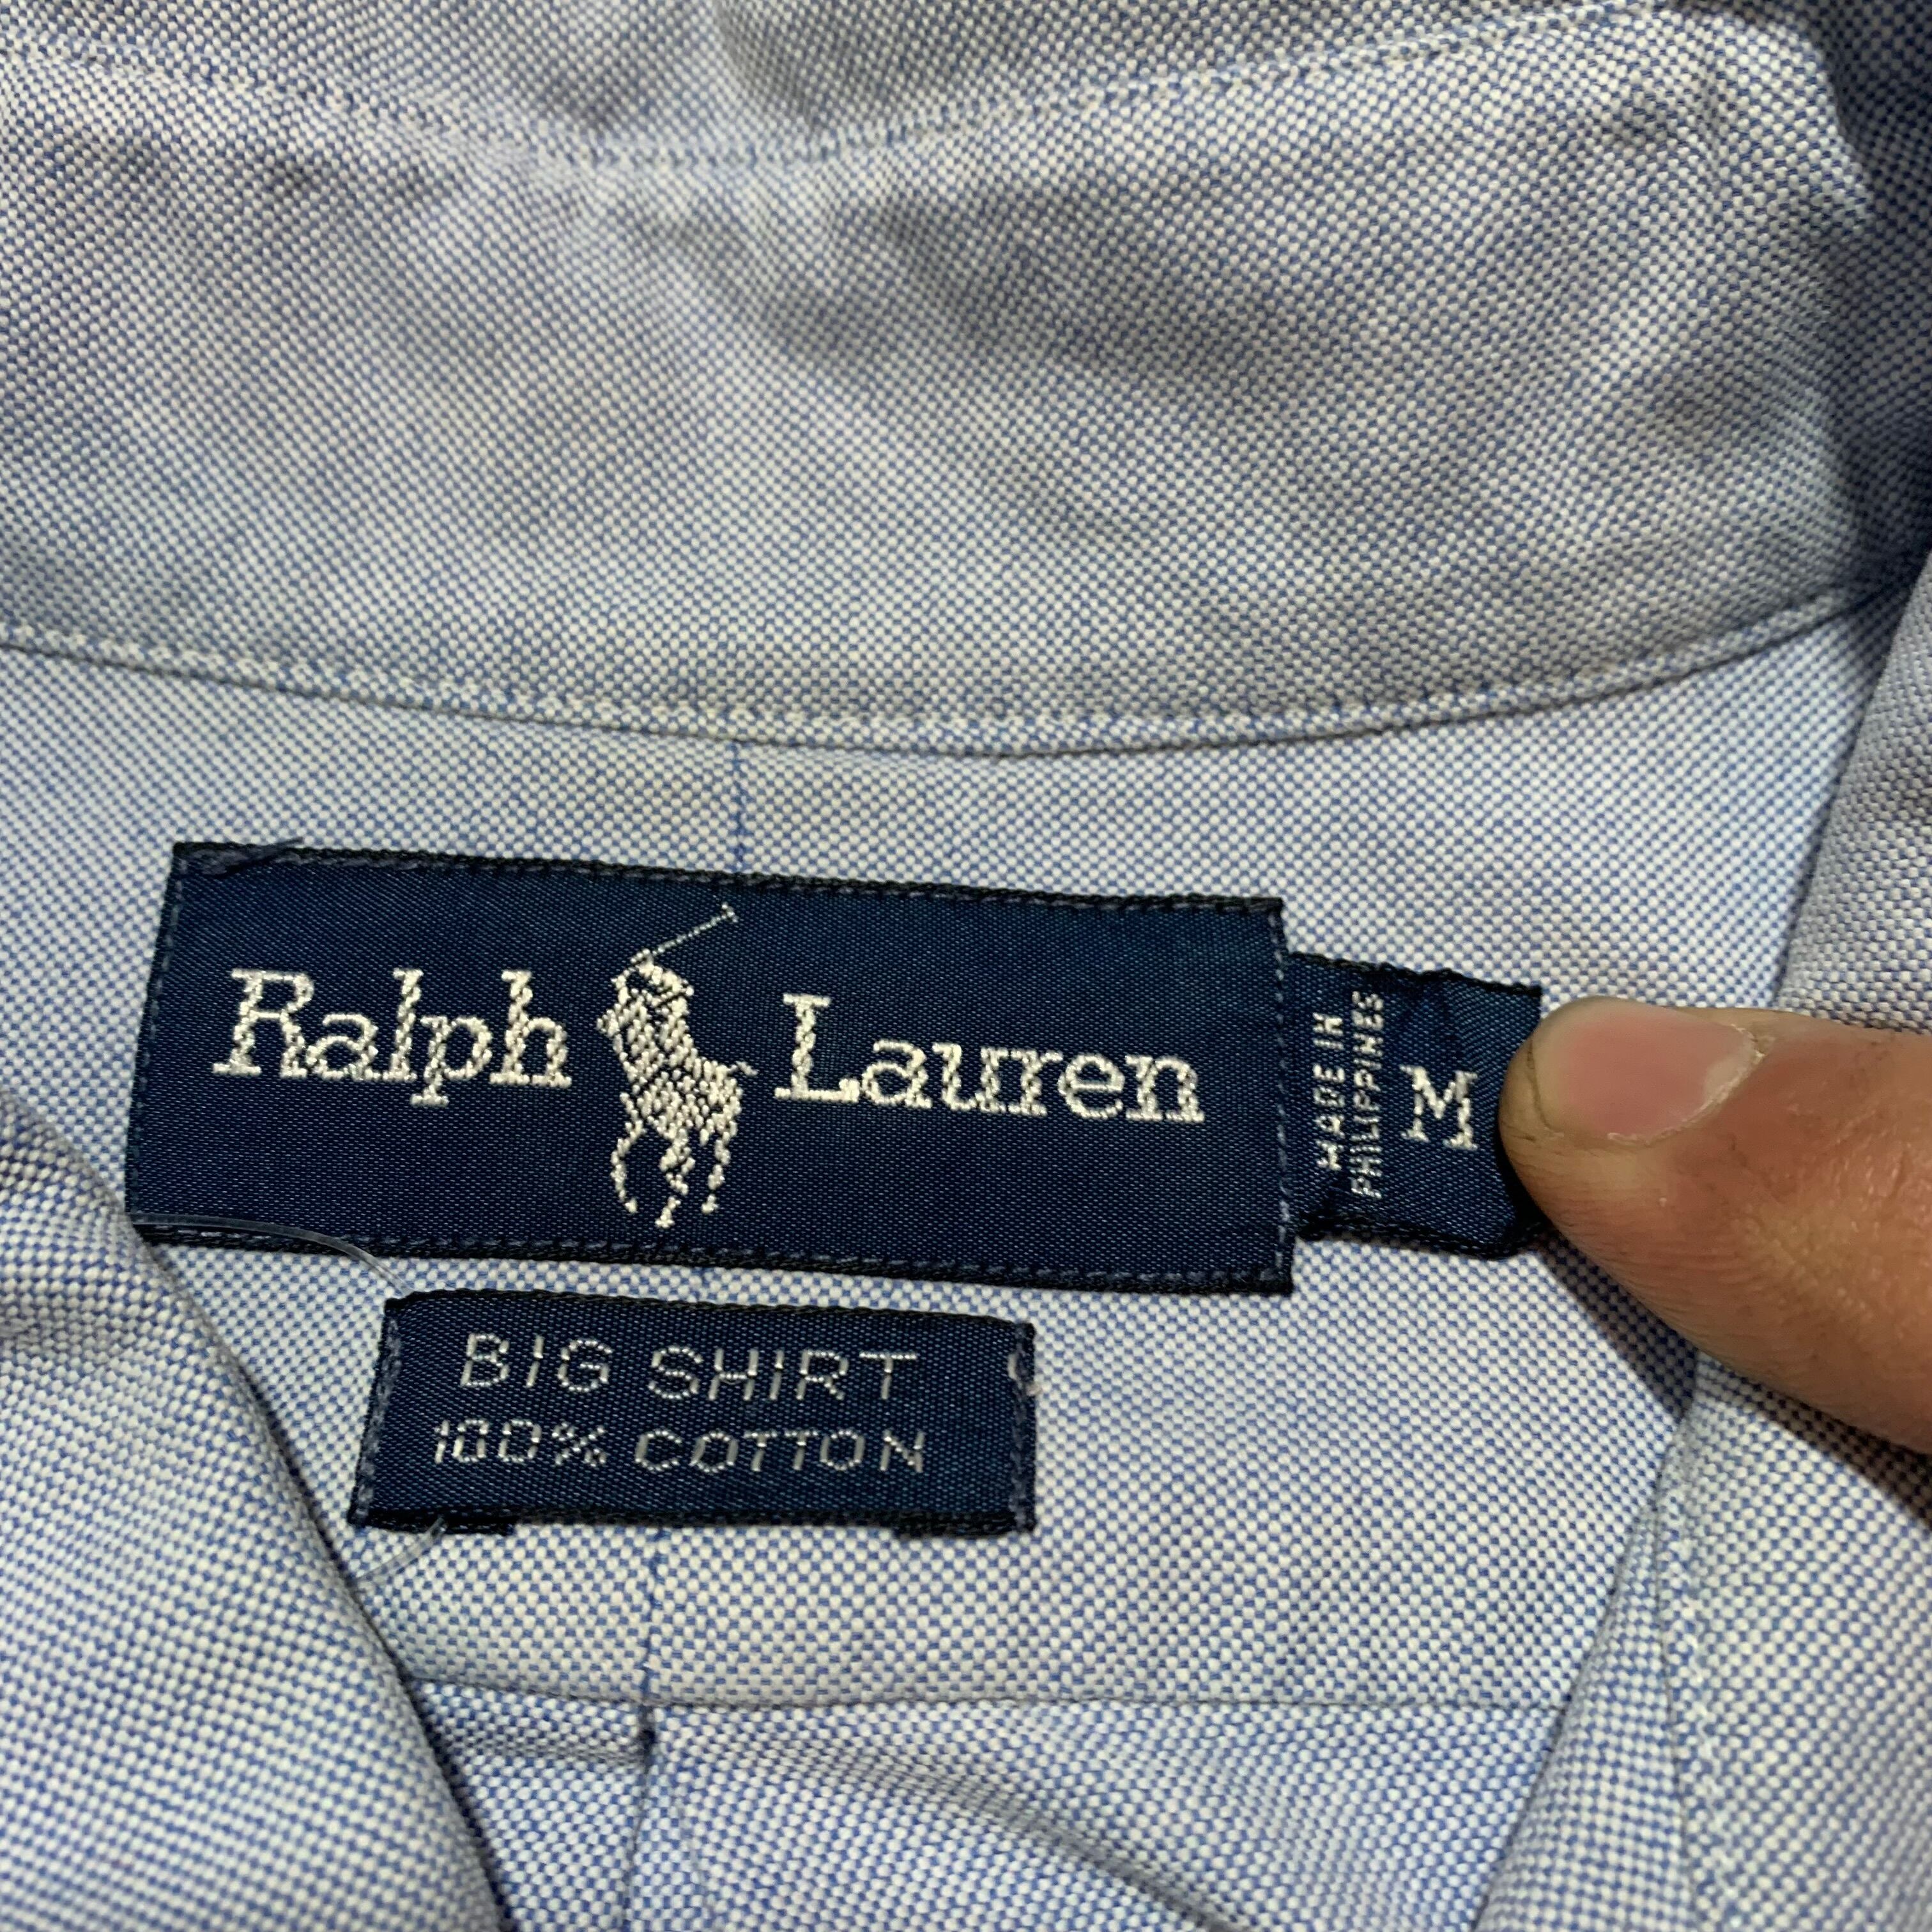 Ralph Lauren
MADE IN
PHILIPPINES
M
BIG SHIRT
100% COTTON